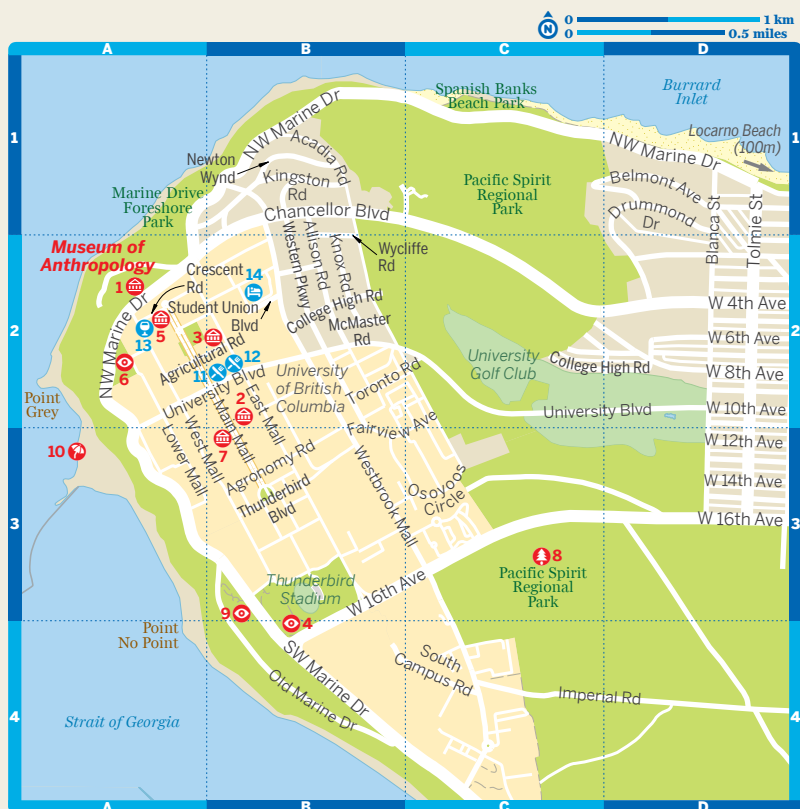 N
0
1 km
0
0.5 miles
A
B
C
D
1
1
Burrard
Inlet
Spanish Banks
Beach Park
Locarno Beach
(100m)
NW Marine Dr
NW Marine Dr
Acadia Rd
Newton
Wynd
Kingston
Rd
Marine Drive
Foreshore
Park
Pacific Spirit
Regional
Park
Belmont Ave
Drummond
Dr
Blanca St
Tolmie St
Chancellor Blvd
Museum of
Anthropology
Wycliffe
Rd
Western Pkwy
Allison Rd
Knox Rd
Crescent
Rd
14
1
Student Union
Blvd
College High Rd
McMaster
Rd
W 4th Ave
2
2
NW Marine Dr
13
5
3
6
Agricultural Rd
11
12
University
of British
Columbia
University
Golf Club
College High Rd
W 6th Ave
W 8th Ave
University Blvd
Toronto Rd
University Blvd
W 10th Ave
Point
Grey
2
East Mall
Main Mall
West Mall
Lower Mall
Fairview Ave
W 12th Ave
10
7
Agronomy Rd
Thunderbird
Blvd
Westbrook Mall
Osoyoos
Circle
W 14th Ave
W 16th Ave
3
3
8
Pacific Spirit
Regional
Park
Thunderbird
Stadium
W 16th Ave
9
4
Point
No Point
SW Marine Dr
Old Marine Dr
South
Campus Rd
Imperial Rd
Strait of Georgia
4
4
A
B
C
D